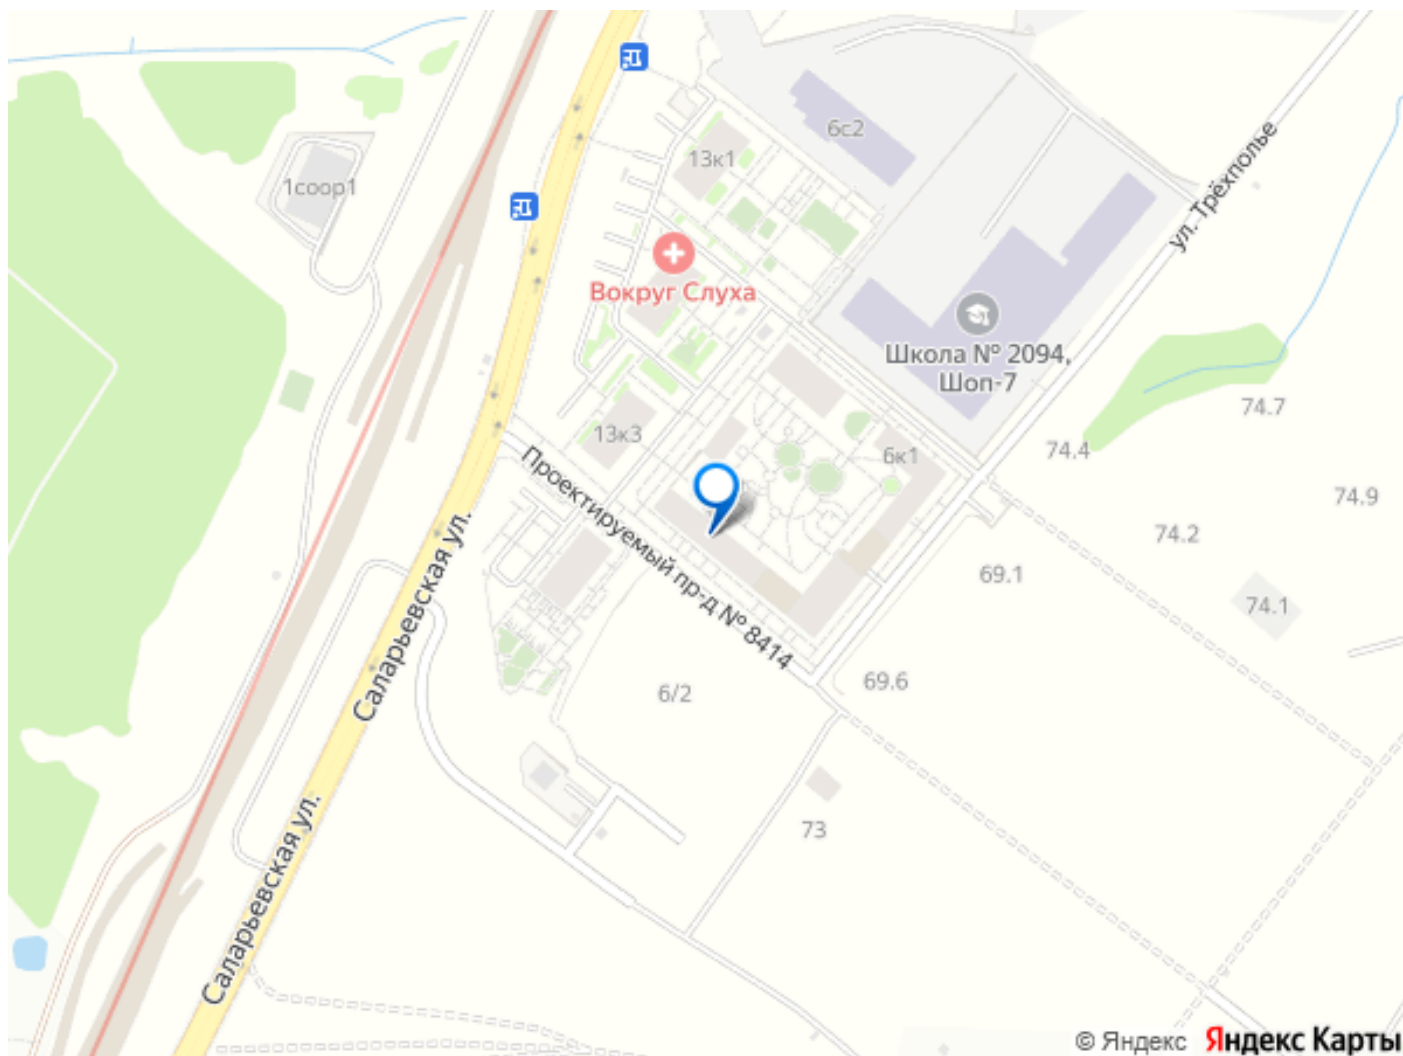 6с2
13к1
1соор1
ул. Трёхполье
Вокруг Слуха
Школа № 2094,
Шоп-7
74.7
13к3
6к1
74.4
74.9
Проектируемый пр-д № 8414
74.2
Саларьевская ул.
69.1
74.1
69.6
6/2
73
Саларьевская ул.
© Яндекс Яндекс Карты